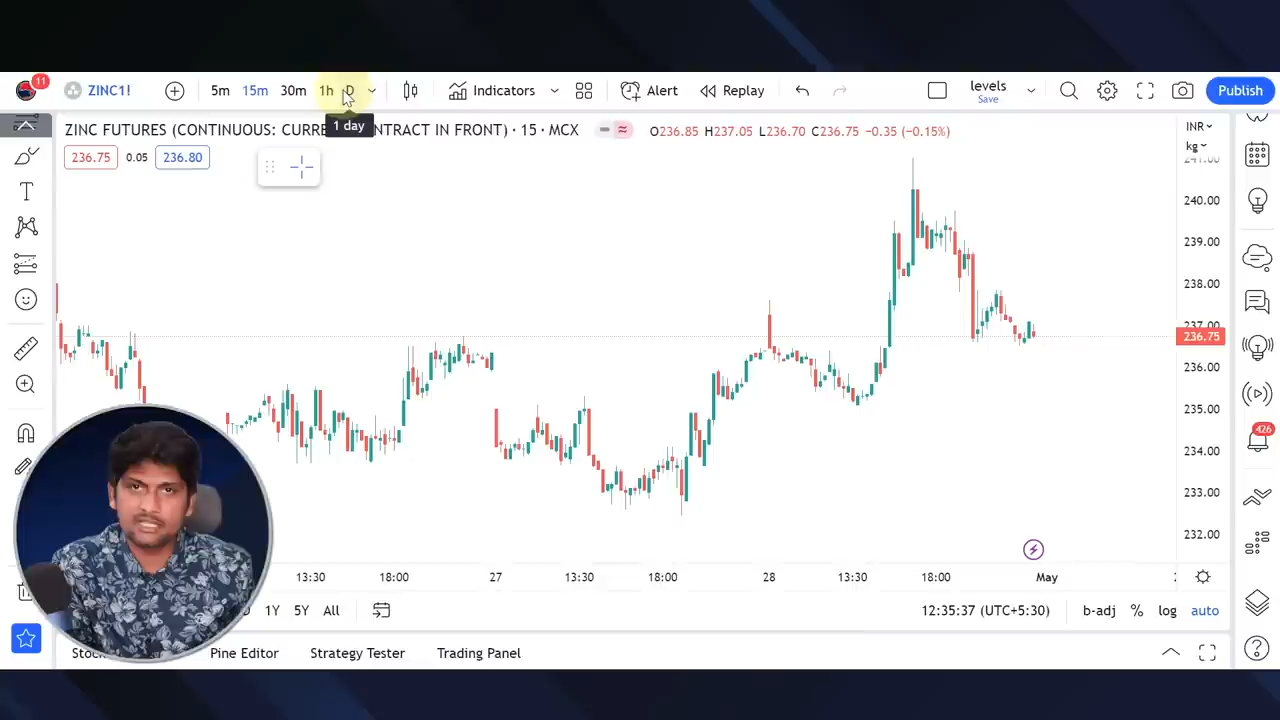 11
ZINC1!
5m 15m 30m 1h D
Indicators
Alert
Replay
levels
Save
Publish
1 day
ZINC FUTURES (CONTINUOUS: CURRE NTRACT IN FRONT) · 15 · MCX
O236.85 H237.05 L236.70 C236.75 −0.35 (−0.15%)
INR
kg
236.75 0.05 236.80
241.00
240.00
239.00
238.00
237.00
236.75
236.00
235.00
234.00
233.00
232.00
426
13:30 18:00 27 13:30 18:00 28 13:30 18:00 May
1Y 5Y All
12:35:37 (UTC+5:30) b-adj % log auto
Stoc Pine Editor Strategy Tester Trading Panel